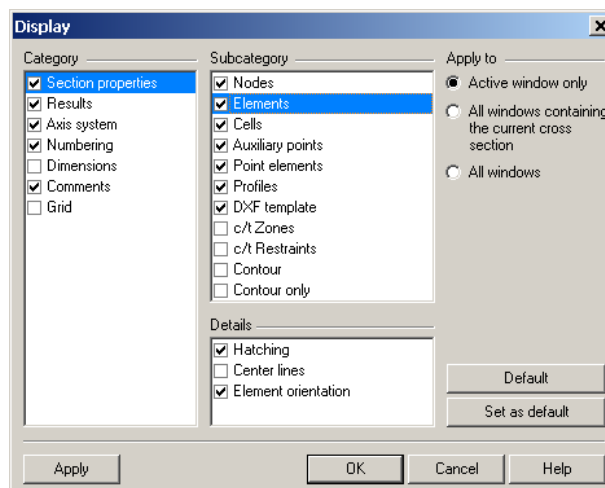 Display
Category
Section properties
Results
Axis system
Numbering
Dimensions
Comments
Grid
Subcategory
Nodes
Elements
Cells
Auxiliary points
Point elements
Profiles
DXF template
c/t Zones
c/t Restraints
Contour
Contour only
Details
Hatching
Center lines
Element orientation
Apply to
Active window only
All windows containing
the current cross
section
All windows
Default
Set as default
Apply
OK
Cancel
Help